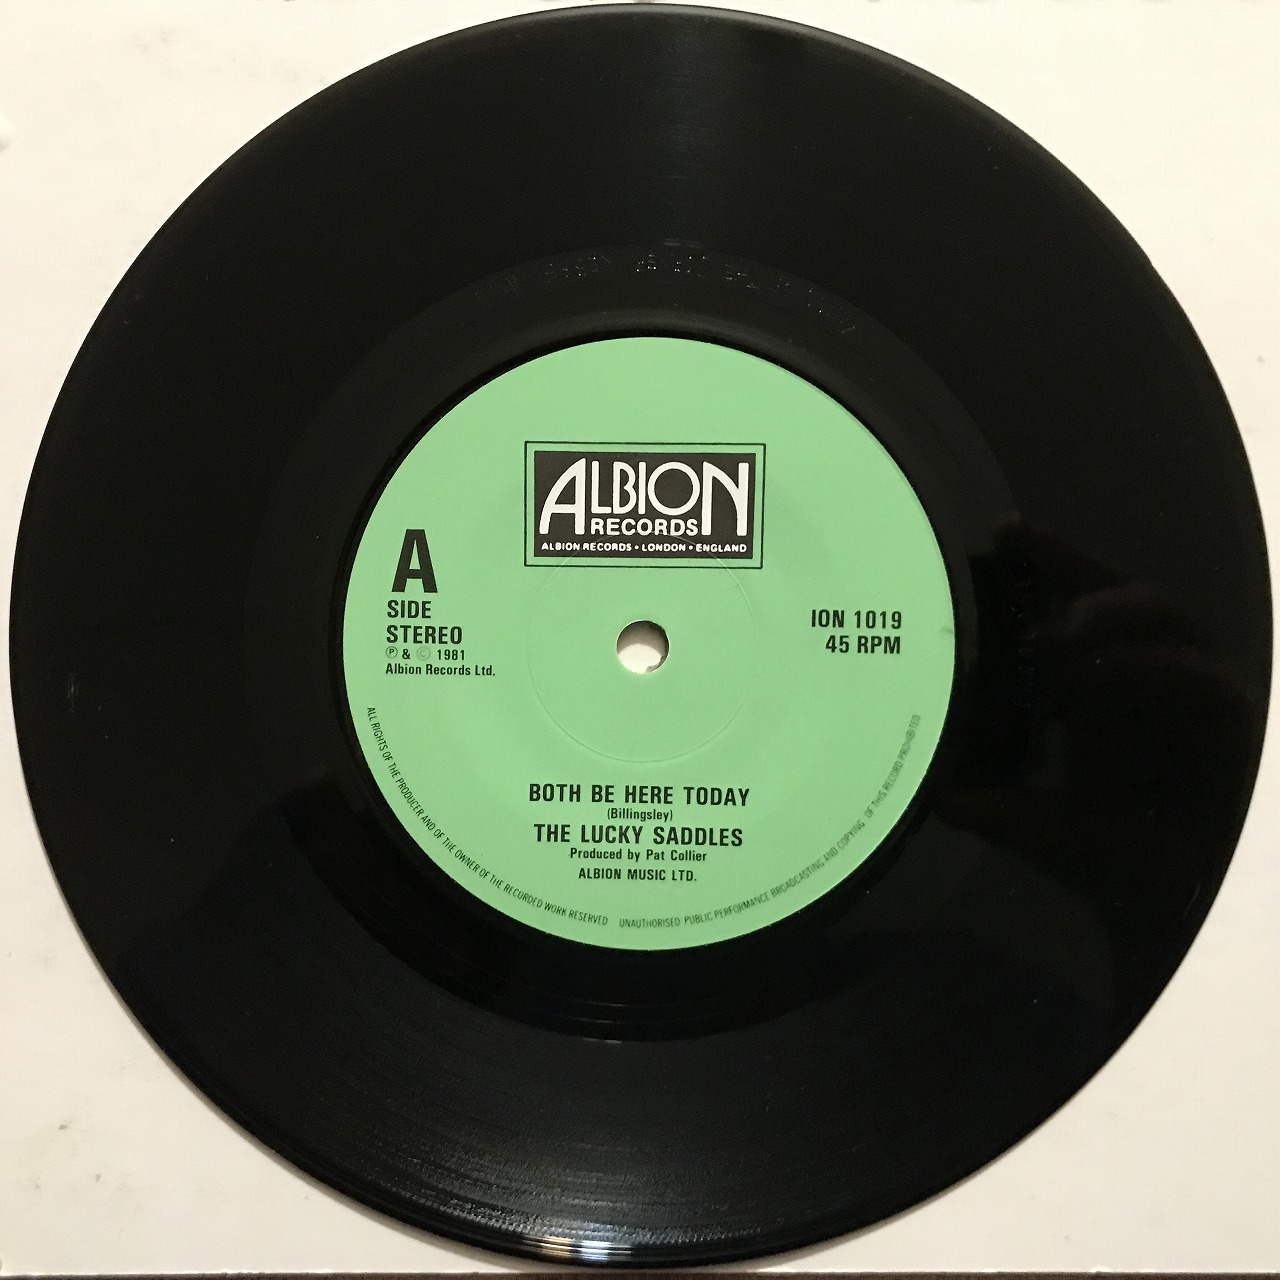 ALBION
RECORDS
ALBION RECORDS • LONDON • ENGLAND
A
SIDE
STEREO
Ⓟ & © 1981
Albion Records Ltd.
ION 1019
45 RPM
BOTH BE HERE TODAY
(Billingsley)
THE LUCKY SADDLES
Produced by Pat Collier
ALBION MUSIC LTD.
ALL RIGHTS OF THE PRODUCER AND OF THE OWNER OF THE RECORDED WORK RESERVED UNAUTHORISED PUBLIC PERFORMANCE BROADCASTING AND COPYING OF THIS RECORD PROHIBITED